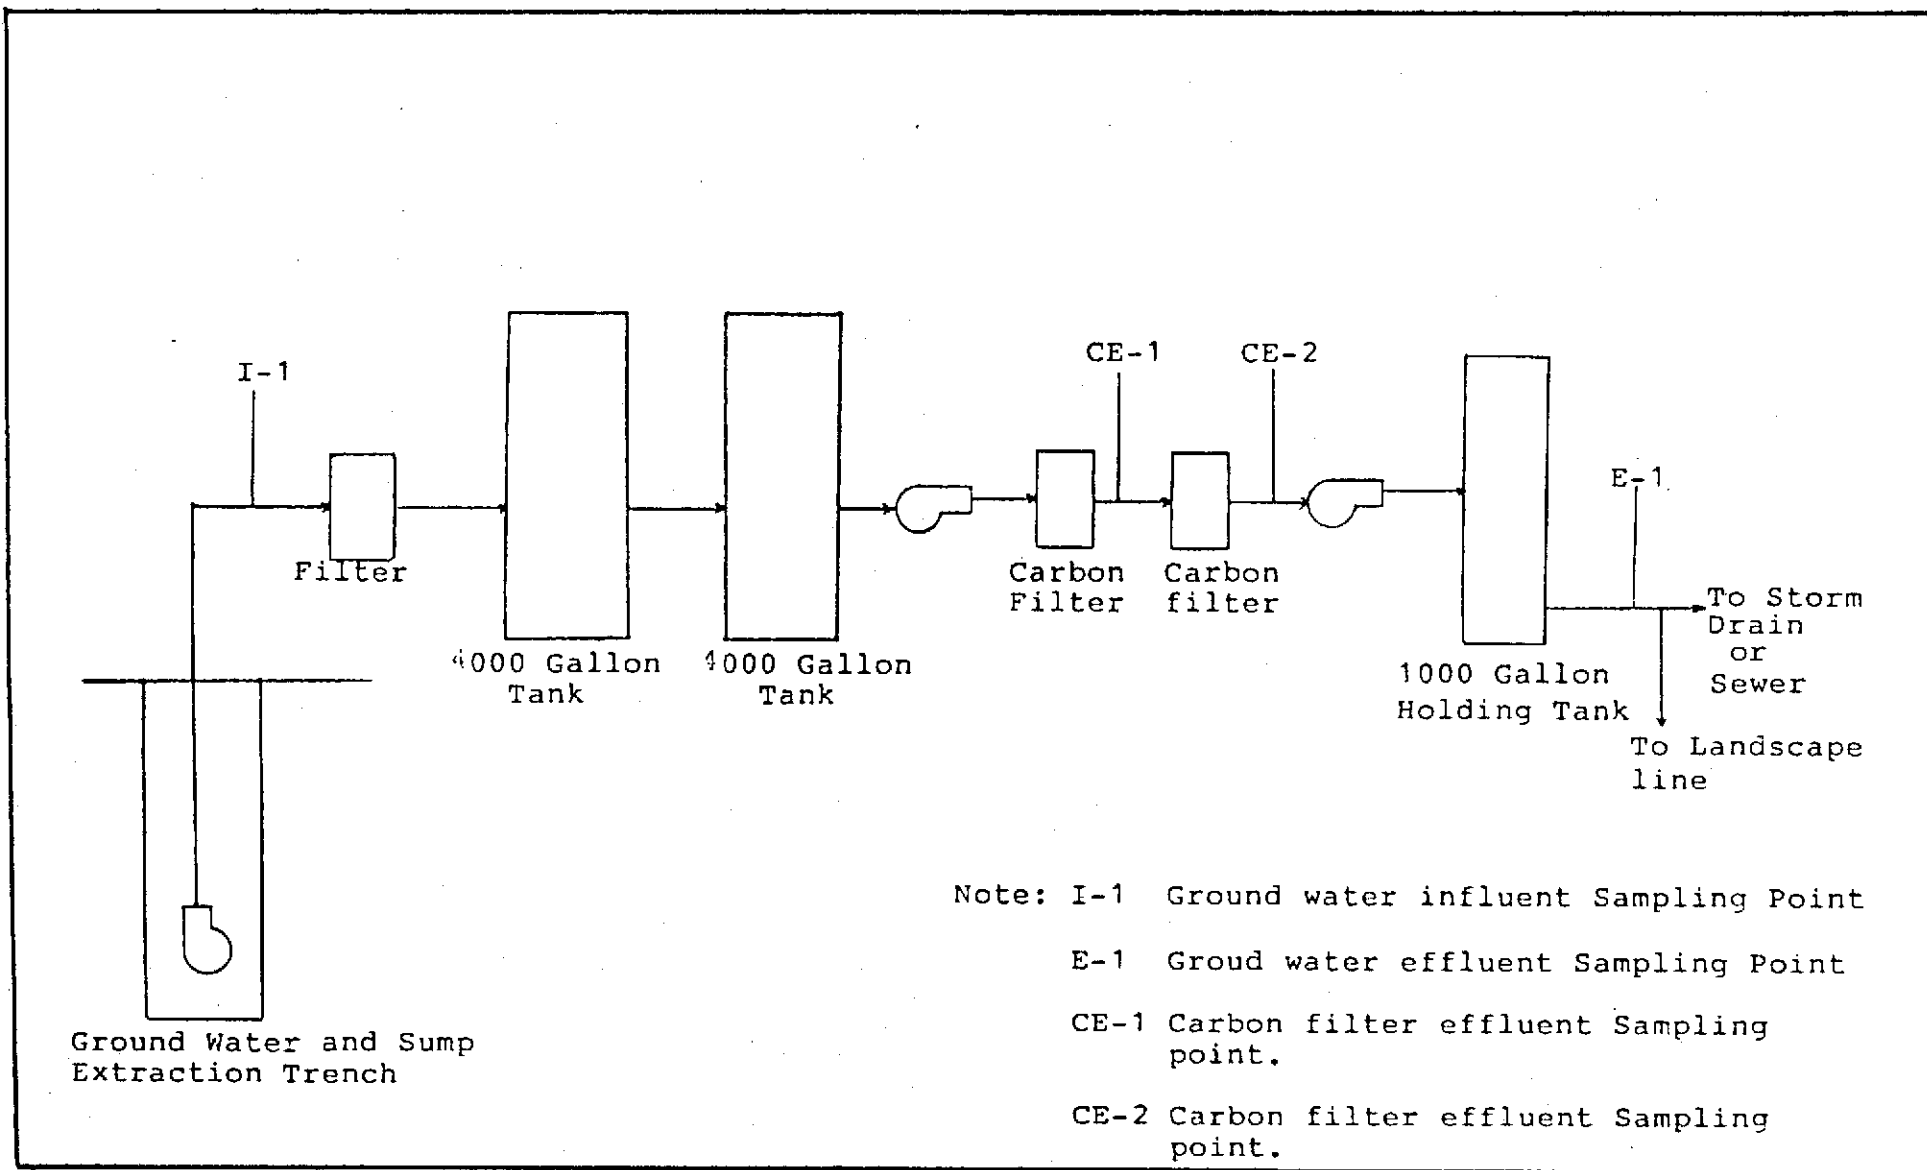 I-1
CE-1
CE-2
E-1
Filter
Carbon
Filter
Carbon
filter
4000 Gallon
Tank
4000 Gallon
Tank
1000 Gallon
Holding Tank
To Storm
Drain
or
Sewer
To Landscape
line
Ground Water and Sump
Extraction Trench
Note: I-1 Ground water influent Sampling Point
E-1 Groud water effluent Sampling Point
CE-1 Carbon filter effluent Sampling
point.
CE-2 Carbon filter effluent Sampling
point.